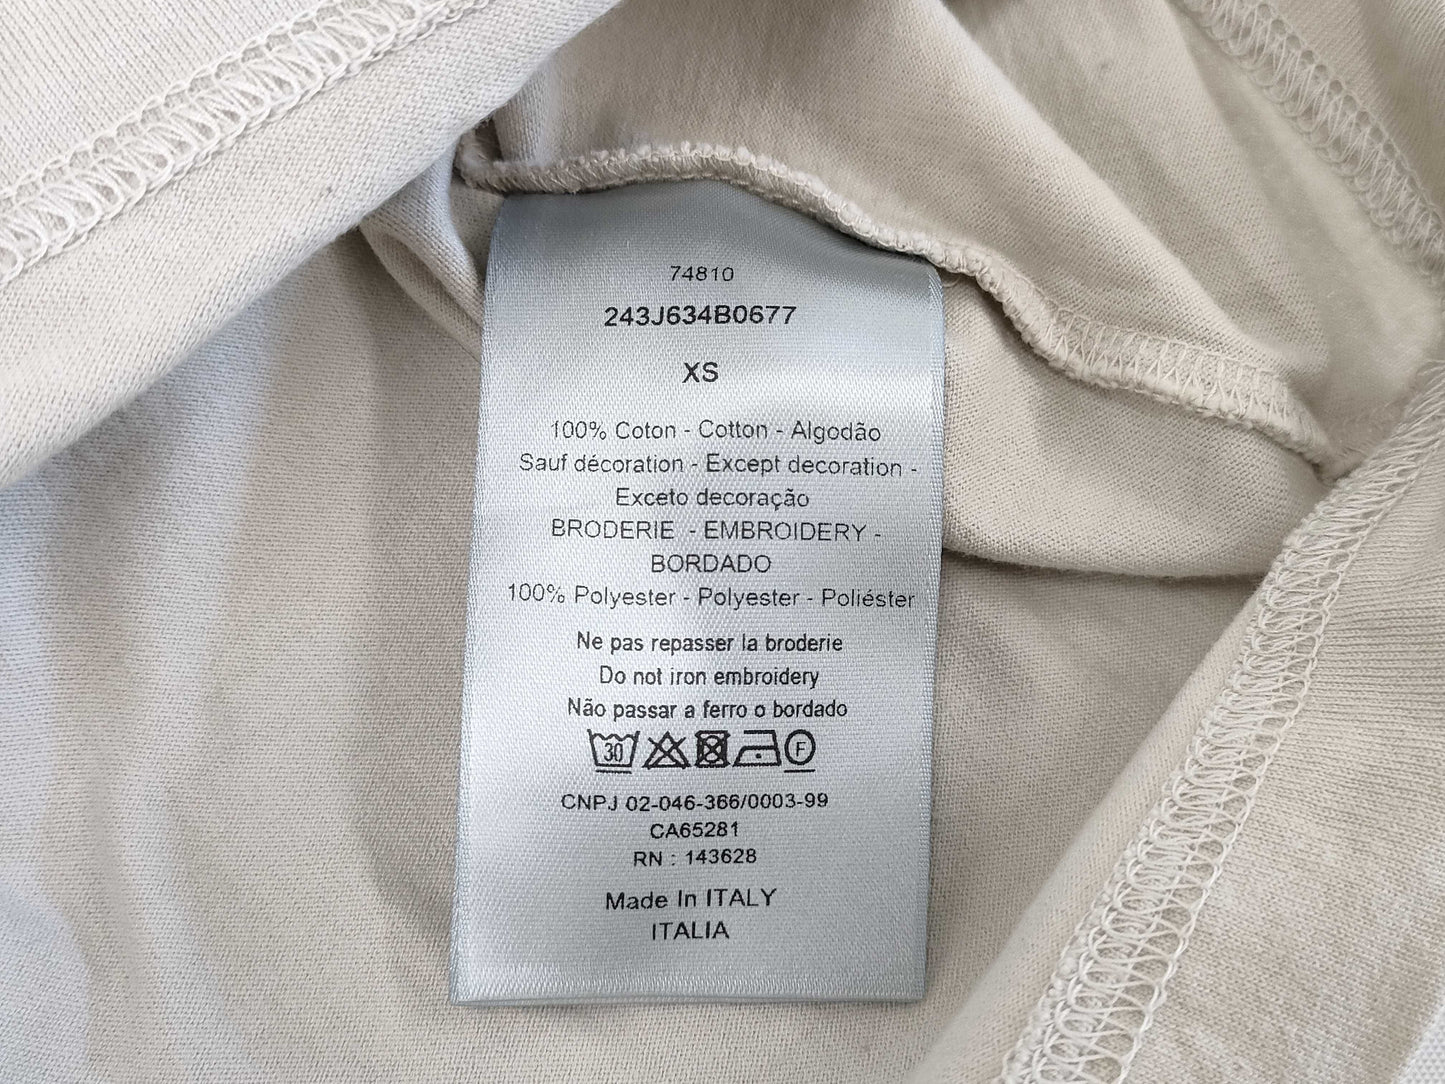 74810
243J634B0677
XS
100% Coton - Cotton - Algodão
Sauf décoration - Except decoration -
Exceto decoração
BRODERIE - EMBROIDERY -
BORDADO
100% Polyester - Polyester - Poliéster
Ne pas repasser la broderie
Do not iron embroidery
Não passar a ferro o bordado
30 F
CNPJ 02-046-366/0003-99
CA65281
RN : 143628
Made In ITALY
ITALIA